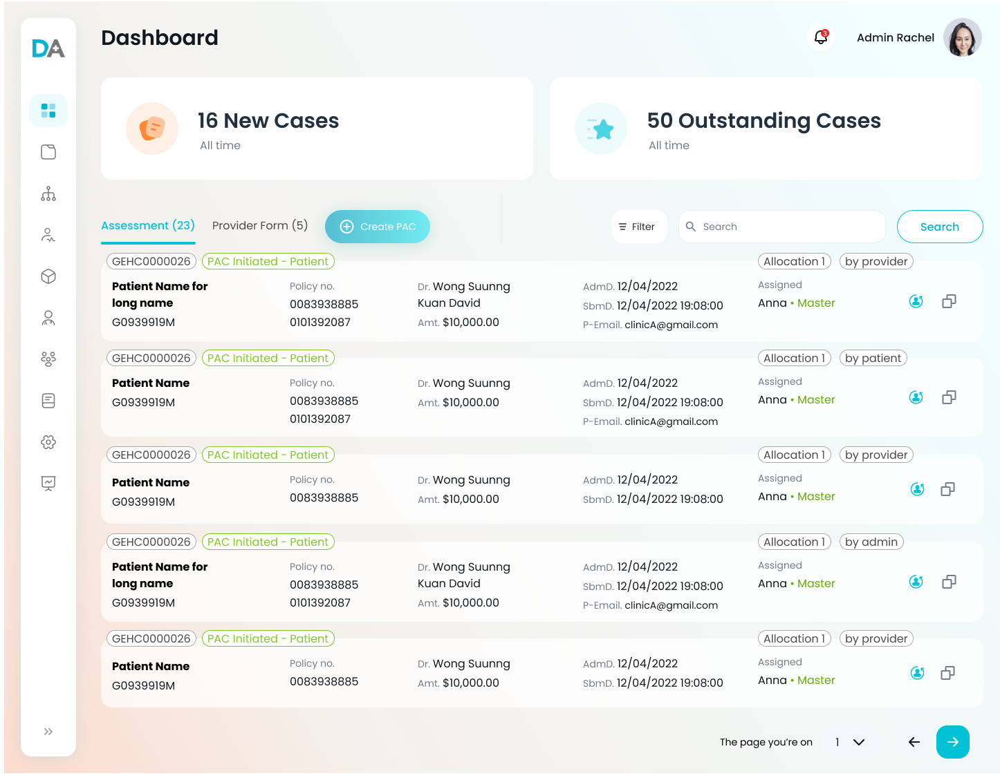 DA
Dashboard
3
Admin Rachel
16 New Cases
All time
50 Outstanding Cases
All time
Assessment (23)
Provider Form (5)
Create PAC
Filter
Search
Search
GEHC0000026
PAC Initiated - Patient
Allocation 1
by provider
Patient Name for
long name
G0939919M
Policy no.
0083938885
0101392087
Dr. Wong Suunng
Kuan David
Amt. $10,000.00
AdmD. 12/04/2022
SbmD. 12/04/2022 19:08:00
P-Email. clinicA@gmail.com
Assigned
Anna • Master
GEHC0000026
PAC Initiated - Patient
Allocation 1
by patient
Patient Name
G0939919M
Policy no.
0083938885
0101392087
Dr. Wong Suunng
Amt. $10,000.00
AdmD. 12/04/2022
SbmD. 12/04/2022 19:08:00
P-Email. clinicA@gmail.com
Assigned
Anna • Master
GEHC0000026
PAC Initiated - Patient
Allocation 1
by provider
Patient Name
G0939919M
Policy no.
0083938885
Dr. Wong Suunng
Amt. $10,000.00
AdmD. 12/04/2022
SbmD. 12/04/2022 19:08:00
Assigned
Anna • Master
GEHC0000026
PAC Initiated - Patient
Allocation 1
by admin
Patient Name for
long name
G0939919M
Policy no.
0083938885
0101392087
Dr. Wong Suunng
Kuan David
Amt. $10,000.00
AdmD. 12/04/2022
SbmD. 12/04/2022 19:08:00
P-Email. clinicA@gmail.com
Assigned
Anna • Master
GEHC0000026
PAC Initiated - Patient
Allocation 1
by provider
Patient Name
G0939919M
Policy no.
0083938885
Dr. Wong Suunng
Amt. $10,000.00
AdmD. 12/04/2022
SbmD. 12/04/2022 19:08:00
Assigned
Anna • Master
The page you’re on
1